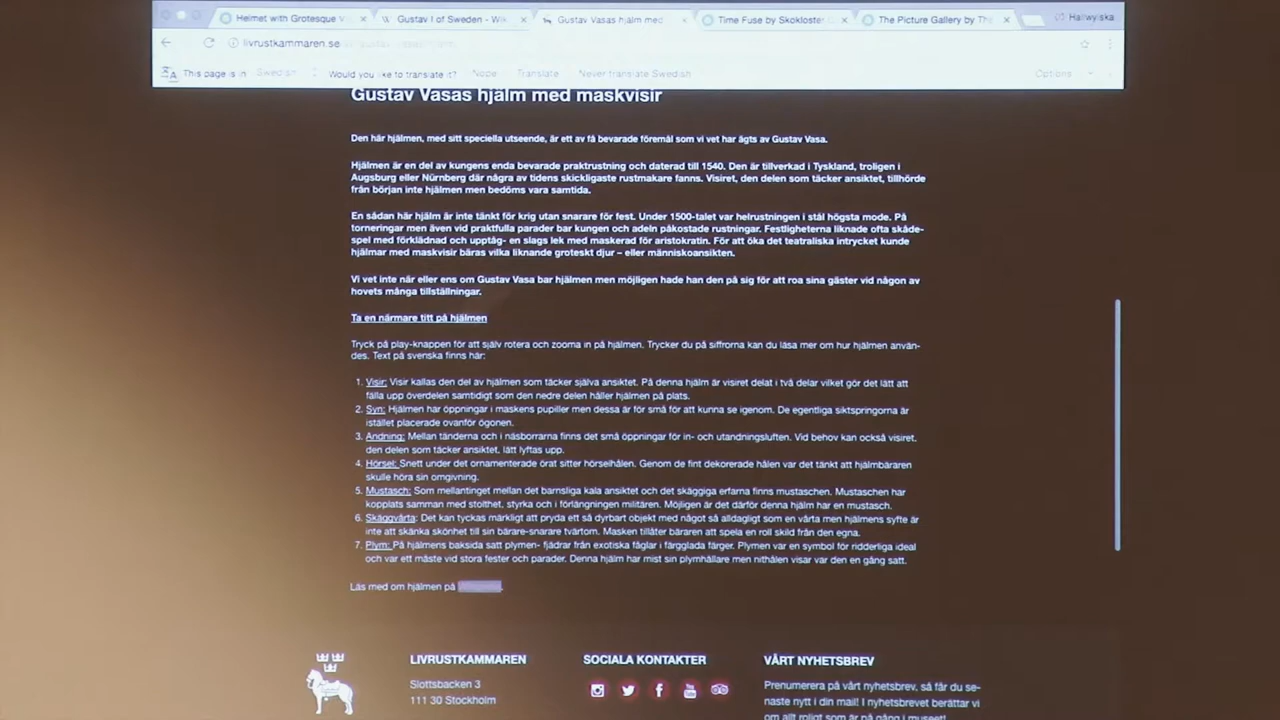 Helmet with Grotesque
Gustav I of Sweden - Wi
Gustav Vasas hjälm med
Time Fuse by Skokloster
The Picture Gallery by Th
Hallwylska
livrustkammaren.se
This page is in Swedish
Would you like to translate it?
Nope
Translate
Never translate Swedish
Options
Gustav Vasas hjälm med maskvisir
Den här hjälmen, med sitt speciella utseende, är ett av få bevarade föremål som vi vet har ägts av Gustav Vasa.
Hjälmen är en del av kungens enda bevarade praktrustning och daterad till 1540. Den är tillverkad i Tyskland, troligen i
Augsburg eller Nürnberg där några av tidens skickligaste rustmakare fanns. Visiret, den delen som täcker ansiktet, tillhörde
från början inte hjälmen men bedöms vara samtida.
En sådan här hjälm är inte tänkt för krig utan snarare för fest. Under 1500-talet var helrustningen i stål högsta mode. På
torneringar men även vid praktfulla parader bar kungen och adeln påkostade rustningar. Festligheterna liknade ofta skåde-
spel med förklädnad och upptåg- en slags lek med maskerad för aristokratin. För att öka det teatraliska intrycket kunde
hjälmar med maskvisir bäras vilka liknande groteskt djur – eller människoansikten.
Vi vet inte när eller ens om Gustav Vasa bar hjälmen men möjligen hade han den på sig för att roa sina gäster vid någon av
hovets många tillställningar.
Ta en närmare titt på hjälmen
Tryck på play-knappen för att själv rotera och zooma in på hjälmen. Trycker du på siffrorna kan du läsa mer om hur hjälmen använ-
des. Text på svenska finns här:
1. Visir: Visir kallas den del av hjälmen som täcker själva ansiktet. På denna hjälm är visiret delat i två delar vilket gör det lätt att
fälla upp överdelen samtidigt som den nedre delen håller hjälmen på plats.
2. Syn: Hjälmen har öppningar i maskens pupiller men dessa är för små för att kunna se igenom. De egentliga siktspringorna är
istället placerade ovanför ögonen.
3. Andning: Mellan tänderna och i näsborrarna finns det små öppningar för in- och utandningsluften. Vid behov kan också visiret,
den delen som täcker ansiktet, lätt lyftas upp.
4. Hörsel: Snett under det ornamenterade örat sitter hörselhålen. Genom de fint dekorerade hålen var det tänkt att hjälmbäraren
skulle höra sin omgivning.
5. Mustasch: Som mellantinget mellan det barnsliga kala ansiktet och det skäggiga erfarna finns mustaschen. Mustaschen har
kopplats samman med stolthet, styrka och i förlängningen militären. Möjligen är det därför denna hjälm har en mustasch.
6. Skäggvårta: Det kan tyckas märkligt att pryda ett så dyrbart objekt med något så alldagligt som en vårta men hjälmens syfte är
inte att skänka skönhet till sin bärare-snarare tvärtom. Masken tillåter bäraren att spela en roll skild från den egna.
7. Plym: På hjälmens baksida satt plymen- fjädrar från exotiska fåglar i färgglada färger. Plymen var en symbol för ridderliga ideal
och var ett måste vid stora fester och parader. Denna hjälm har mist sin plymhållare men nithålen visar var den en gång satt.
Läs med om hjälmen på
LIVRUSTKAMMAREN
Slottsbacken 3
111 30 Stockholm
SOCIALA KONTAKTER
VÅRT NYHETSBREV
Prenumerera på vårt nyhetsbrev, så får du se-
naste nytt i din mail! I nyhetsbrevet berättar vi
om allt roligt som är på gång i museet!